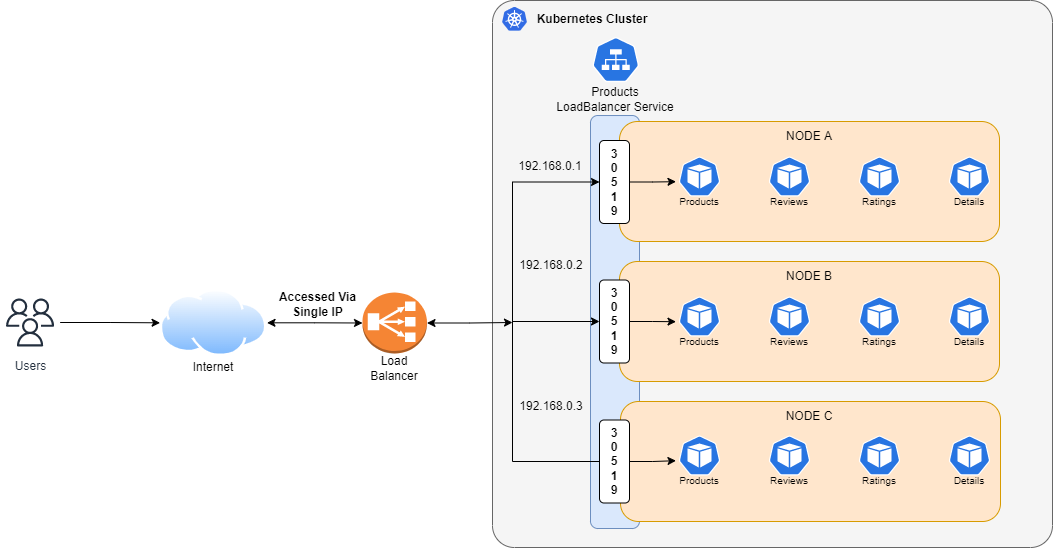 Kubernetes Cluster
Products
LoadBalancer Service
NODE A
192.168.0.1
3
0
5
1
9
Products
Reviews
Ratings
Details
192.168.0.2
NODE B
3
0
5
1
9
Products
Reviews
Ratings
Details
Accessed Via
Single IP
Users
Internet
Load
Balancer
192.168.0.3
NODE C
3
0
5
1
9
Products
Reviews
Ratings
Details